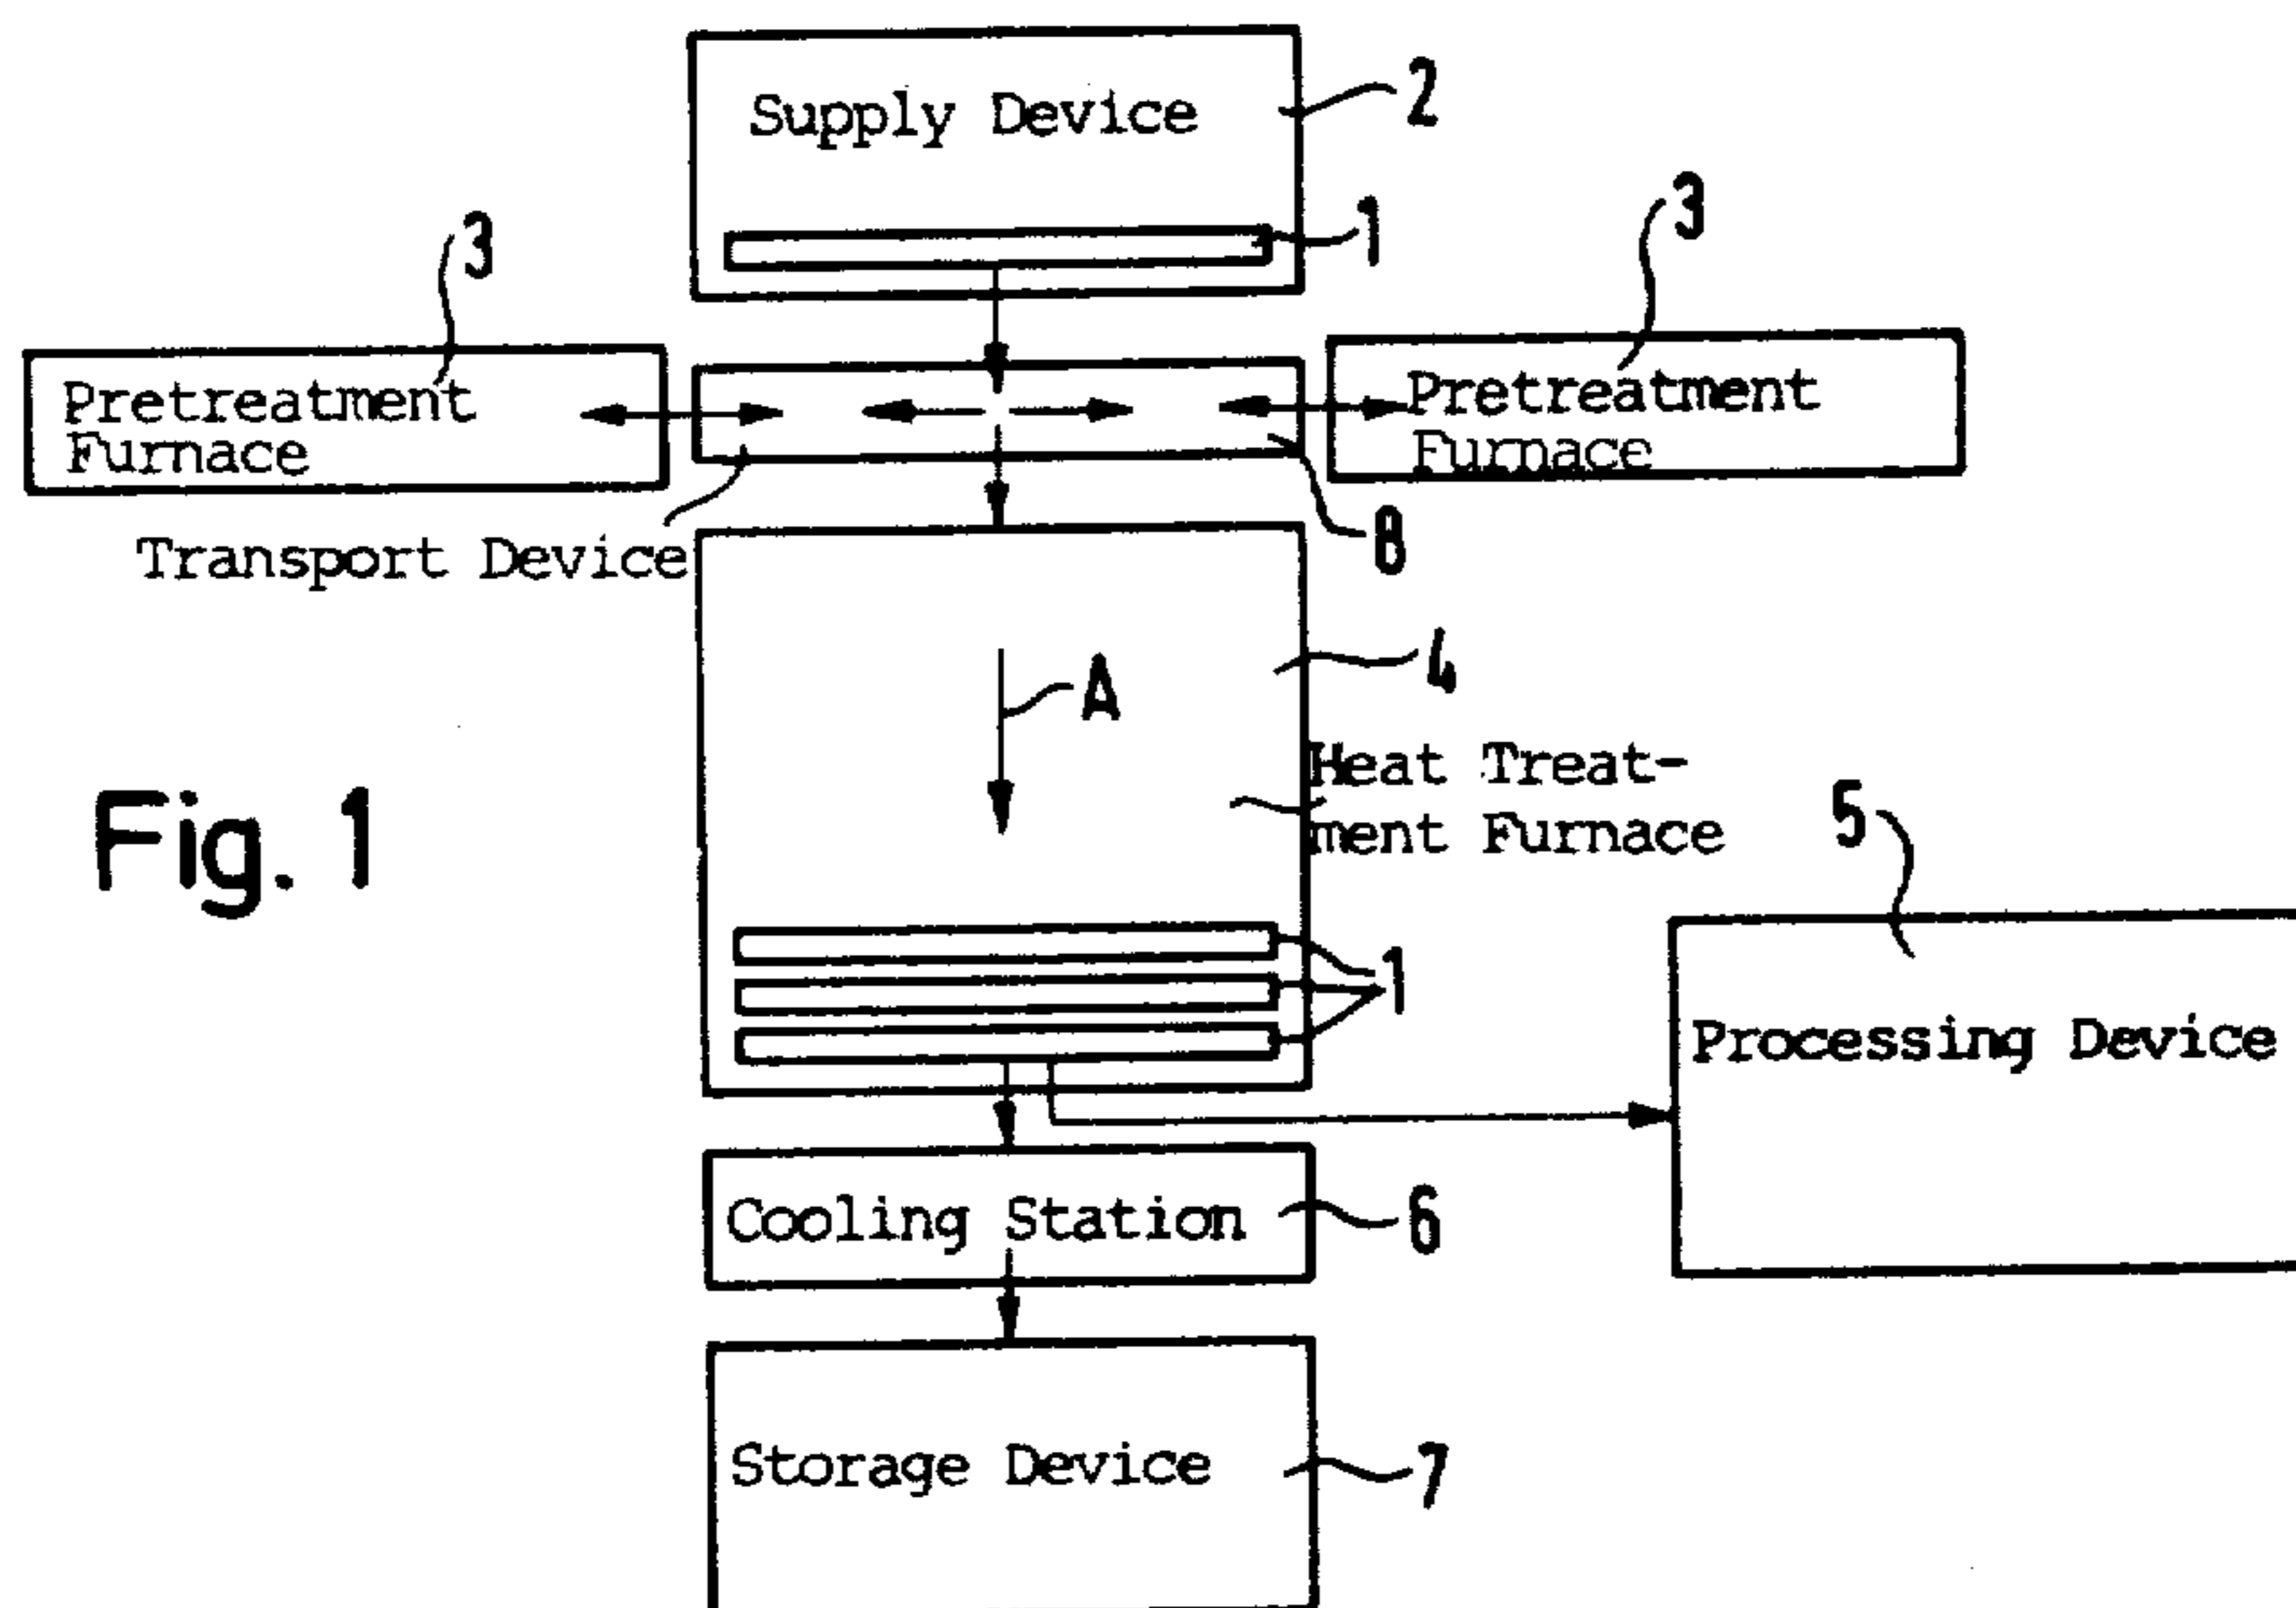 Supply Device
2
1
3
3
Pretreatment
Furnace
Pretreatment
Furnace
Transport Device
8
4
A
Heat Treat-
ment Furnace
Fig. 1
5
1
Processing Device
Cooling Station
6
Storage Device
7